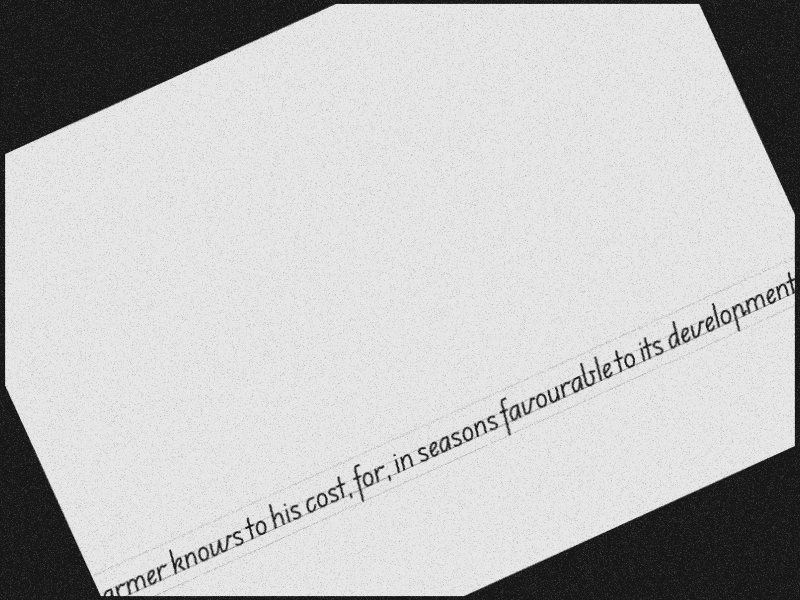 armer knows to his cost, for, in seasons favourable to its development